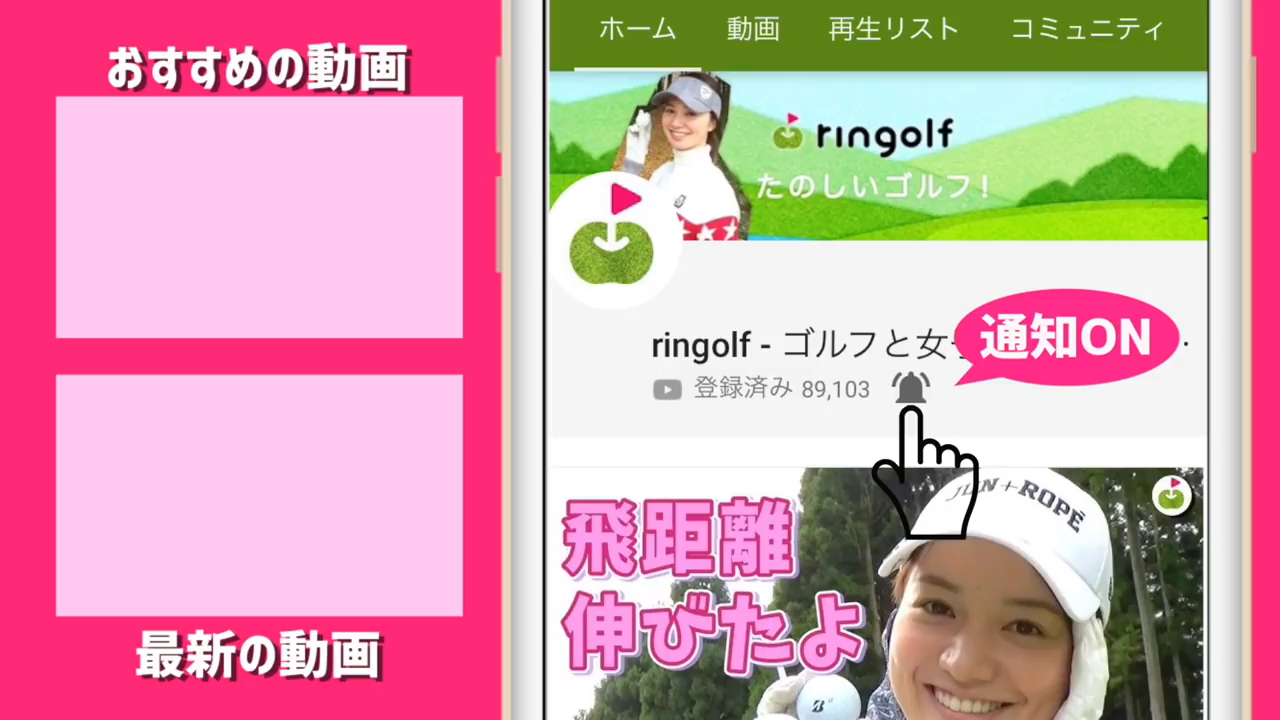 おすすめの動画
最新の動画
ホーム 動画 再生リスト コミュニティ
ringolf
たのしいゴルフ!
ringolf - ゴルフと女
通知ON
登録済み 89,103
飛距離
伸びたよ
JUN+ROPÉ
B